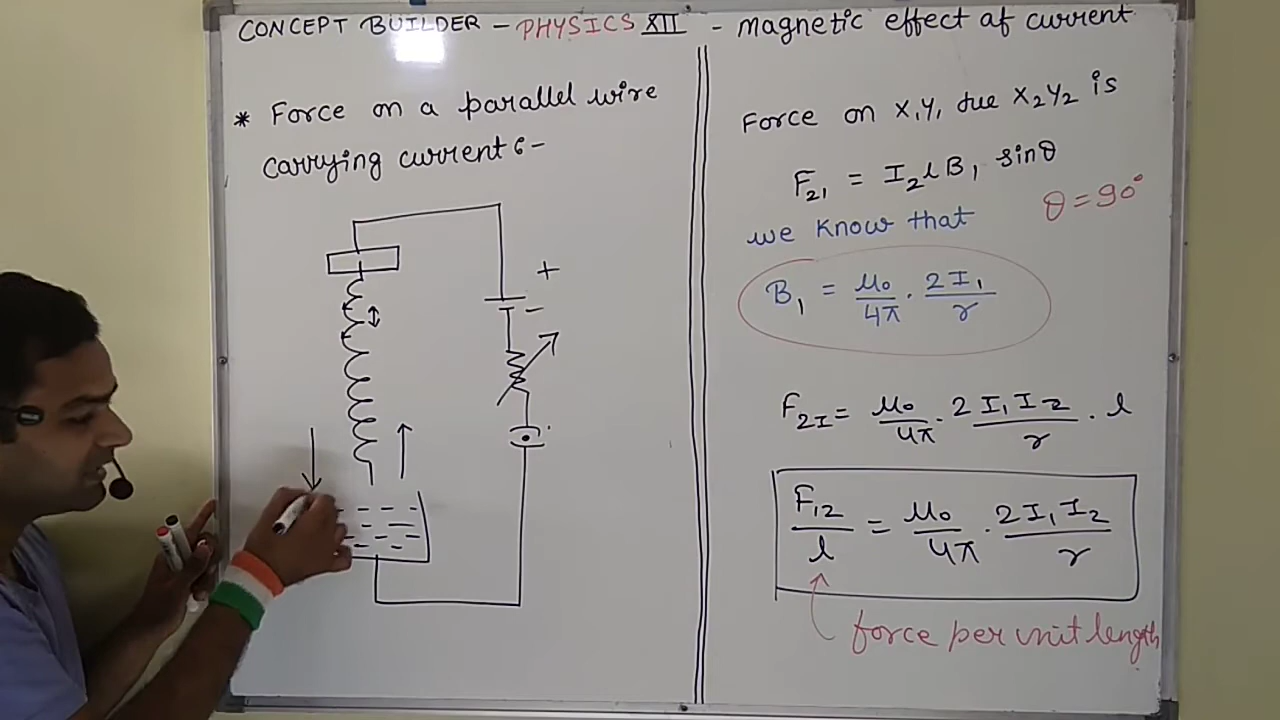 CONCEPT BUILDER - PHYSICS XII - magnetic effect of current
* Force on a parallel wire
carrying current :-
+
-
Force on X₁Y₁ due X₂Y₂ is
F₂₁ = I₂ l B₁ sinθ
θ = 90°
we know that
B₁ = μ₀/4π · 2I₁/r
F₂I = μ₀/4π · 2I₁I₂/r · l
F₁₂/l = μ₀/4π · 2I₁I₂/r
force per unit length